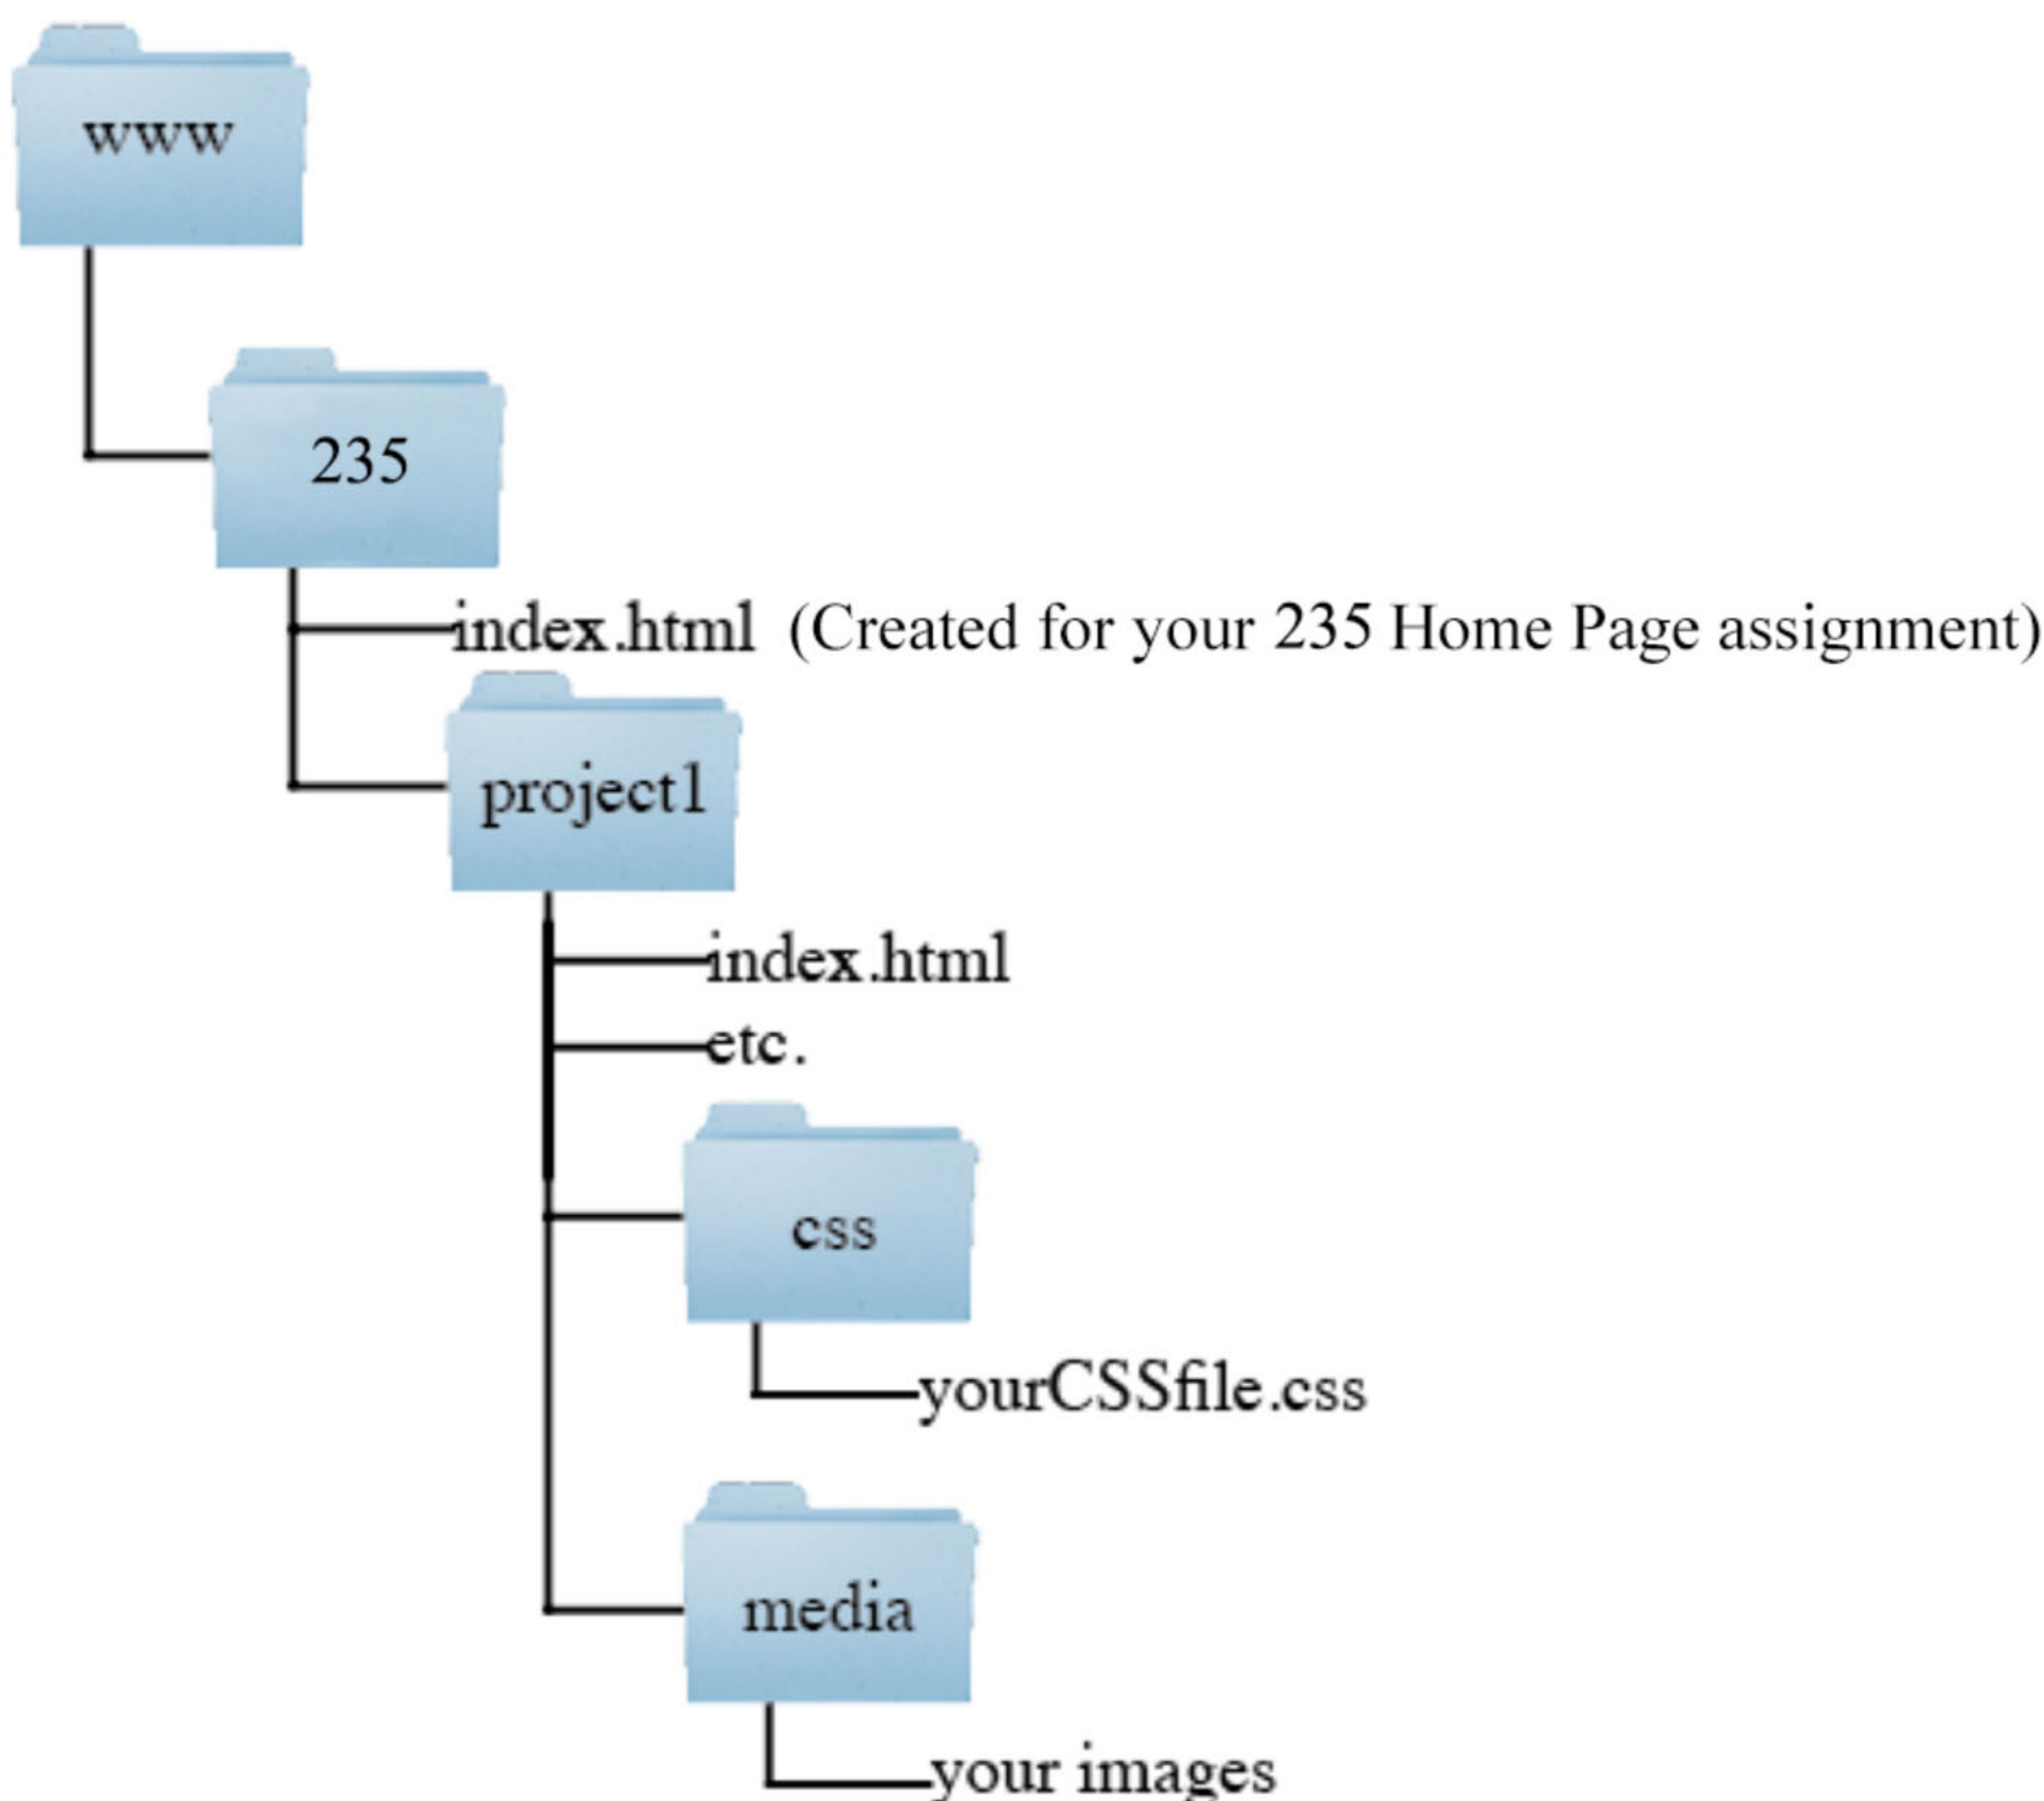 www
235
index.html (Created for your 235 Home Page assignment)
project1
index.html
etc.
css
yourCSSfile.css
media
your images